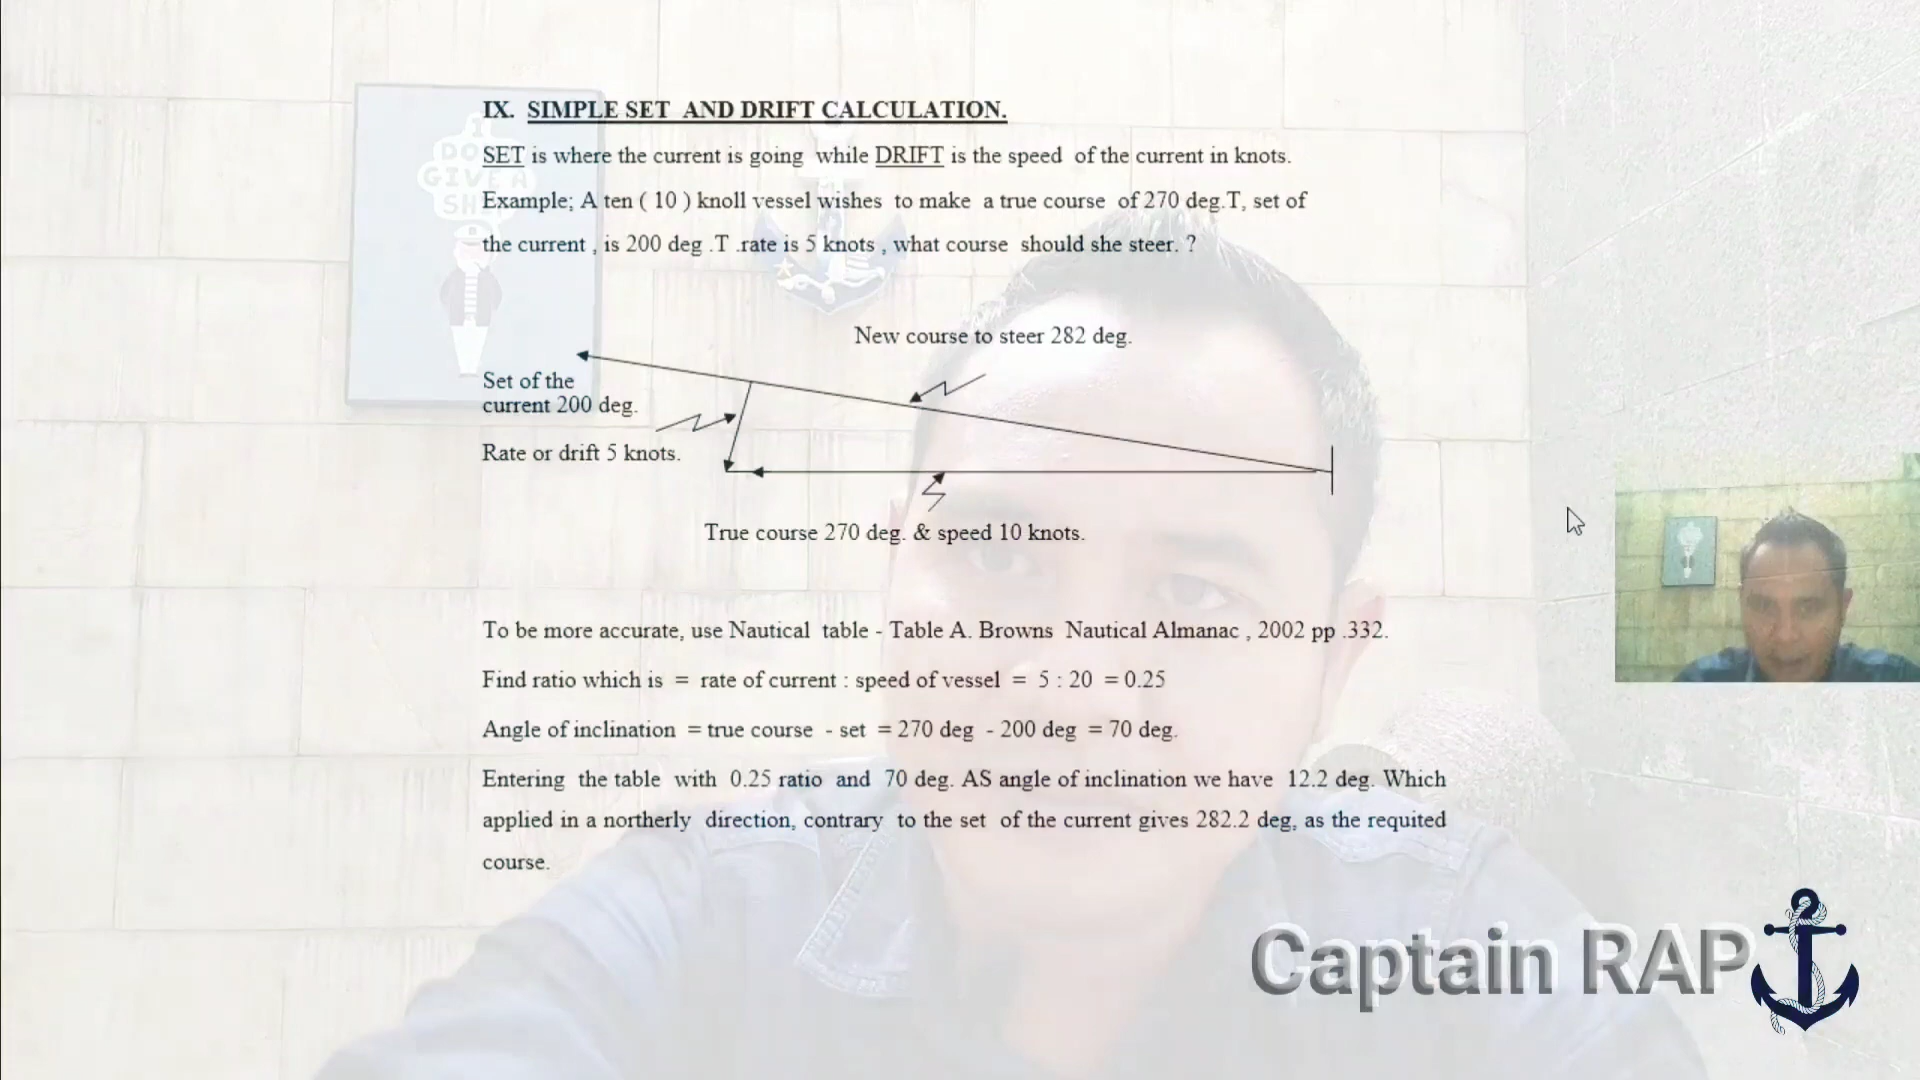 IX. SIMPLE SET AND DRIFT CALCULATION.
SET is where the current is going while DRIFT is the speed of the current in knots.
Example; A ten ( 10 ) knoll vessel wishes to make a true course of 270 deg.T, set of
the current , is 200 deg .T .rate is 5 knots , what course should she steer. ?
New course to steer 282 deg.
Set of the
current 200 deg.
Rate or drift 5 knots.
True course 270 deg. & speed 10 knots.
To be more accurate, use Nautical table - Table A. Browns Nautical Almanac , 2002 pp .332.
Find ratio which is = rate of current : speed of vessel = 5 : 20 = 0.25
Angle of inclination = true course - set = 270 deg - 200 deg = 70 deg.
Entering the table with 0.25 ratio and 70 deg. AS angle of inclination we have 12.2 deg. Which
applied in a northerly direction, contrary to the set of the current gives 282.2 deg, as the requited
course.
Captain RAP
DO
GIVE A